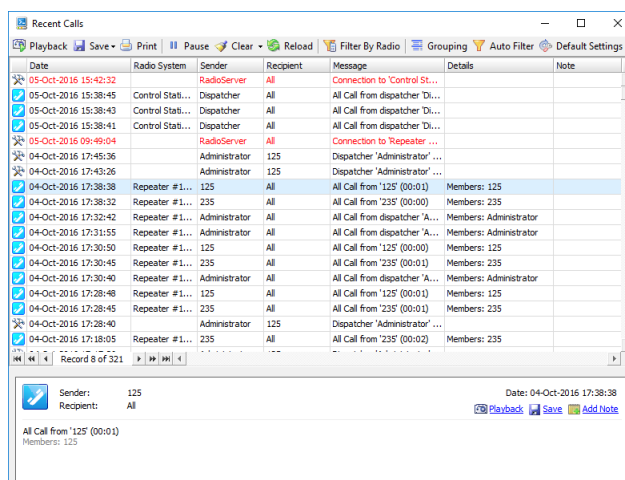 Recent Calls
Playback Save Print Pause Clear Reload Filter By Radio Grouping Auto Filter Default Settings
Date Radio System Sender Recipient Message Details Note
05-Oct-2016 15:42:32 RadioServer All Connection to 'Control St...
05-Oct-2016 15:38:45 Control Stati... Dispatcher All All Call from dispatcher 'Di...
05-Oct-2016 15:38:43 Control Stati... Dispatcher All All Call from dispatcher 'Di...
05-Oct-2016 15:38:41 Control Stati... Dispatcher All All Call from dispatcher 'Di...
05-Oct-2016 09:49:04 RadioServer All Connection to 'Repeater ...
04-Oct-2016 17:45:36 Administrator 125 Dispatcher 'Administrator' ...
04-Oct-2016 17:43:26 Administrator 125 Dispatcher 'Administrator' ...
04-Oct-2016 17:38:38 Repeater #1... 125 All All Call from '125' (00:01) Members: 125
04-Oct-2016 17:38:32 Repeater #1... 235 All All Call from '235' (00:00) Members: 235
04-Oct-2016 17:32:42 Repeater #1... Administrator All All Call from dispatcher 'A... Members: Administrator
04-Oct-2016 17:31:55 Repeater #1... Administrator All All Call from dispatcher 'A... Members: Administrator
04-Oct-2016 17:30:50 Repeater #1... 125 All All Call from '125' (00:00) Members: 125
04-Oct-2016 17:30:45 Repeater #1... 235 All All Call from '235' (00:01) Members: 235
04-Oct-2016 17:30:40 Repeater #1... Administrator All All Call from dispatcher 'A... Members: Administrator
04-Oct-2016 17:28:48 Repeater #1... 125 All All Call from '125' (00:01) Members: 125
04-Oct-2016 17:28:45 Repeater #1... 235 All All Call from '235' (00:01) Members: 235
04-Oct-2016 17:28:40 Administrator 125 Dispatcher 'Administrator' ...
04-Oct-2016 17:18:05 Repeater #1... 235 All All Call from '235' (00:02) Members: 235
Record 8 of 321
Sender: 125 Date: 04-Oct-2016 17:38:38
Recipient: All Playback Save Add Note
All Call from '125' (00:01)
Members: 125